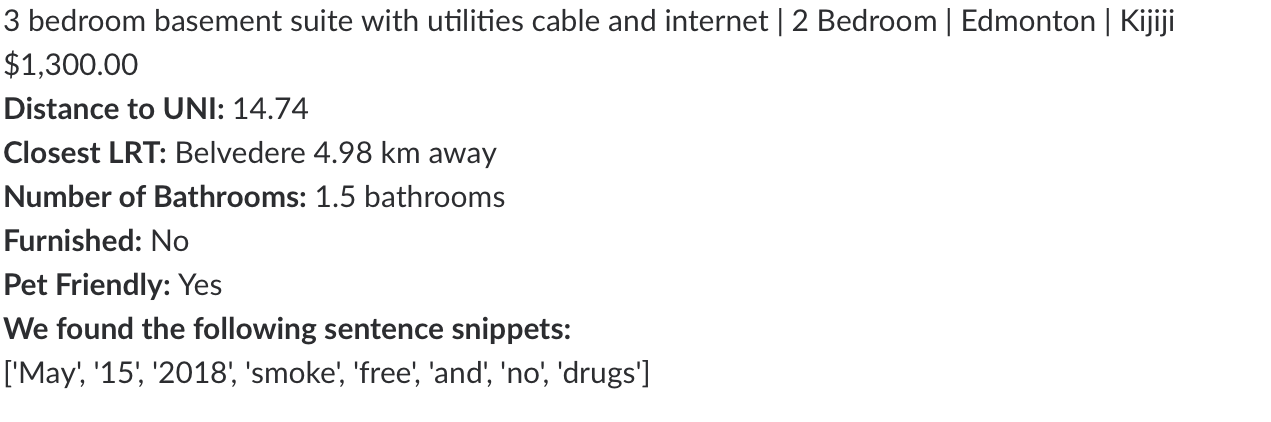 3 bedroom basement suite with utilities cable and internet | 2 Bedroom | Edmonton | Kijiji
$1,300.00
Distance to UNI: 14.74
Closest LRT: Belvedere 4.98 km away
Number of Bathrooms: 1.5 bathrooms
Furnished: No
Pet Friendly: Yes
We found the following sentence snippets:
['May', '15', '2018', 'smoke', 'free', 'and', 'no', 'drugs']